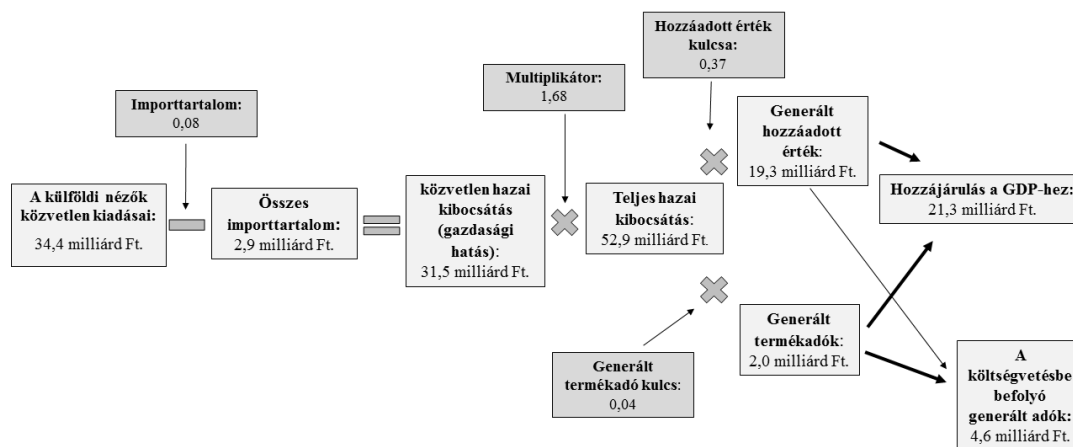 Importtartalom:
0,08
Multiplikátor:
1,68
Hozzáadott érték
kulcsa:
0,37
A külföldi nézők
közvetlen kiadásai:
34,4 milliárd Ft.
Összes
importtartalom:
2,9 milliárd Ft.
közvetlen hazai
kibocsátás
(gazdasági
hatás):
31,5 milliárd Ft.
Teljes hazai
kibocsátás:
52,9 milliárd Ft.
Generált
hozzáadott
érték:
19,3 milliárd Ft.
Hozzájárulás a GDP-hez:
21,3 milliárd Ft.
Generált
termékadó kulcs:
0,04
Generált
termékadók:
2,0 milliárd Ft.
A
költségvetésbe
befolyó
generált adók:
4,6 milliárd Ft.